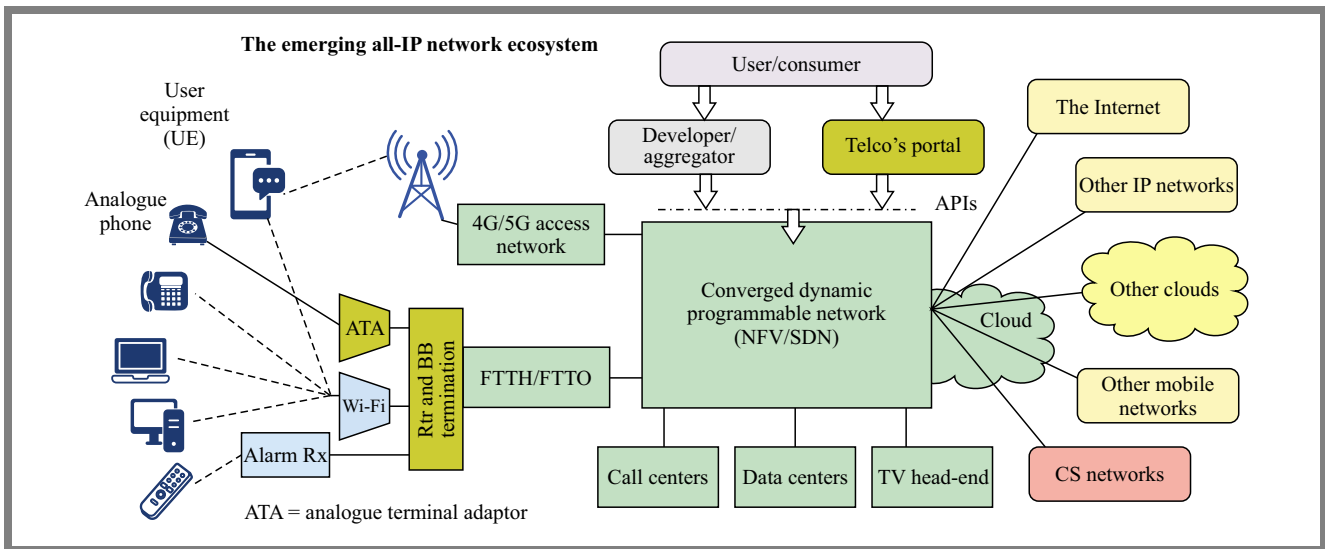 The emerging all-IP network ecosystem
User
equipment
(UE)
Analogue
phone
4G/5G access
network
ATA
Wi-Fi
Rtr and BB
termination
Alarm Rx
FTTH/FTTO
ATA = analogue terminal adaptor
User/consumer
Developer/
aggregator
Telco's portal
APIs
Converged dynamic
programmable network
(NFV/SDN)
Cloud
Call centers
Data centers
TV head-end
The Internet
Other IP networks
Other clouds
Other mobile
networks
CS networks